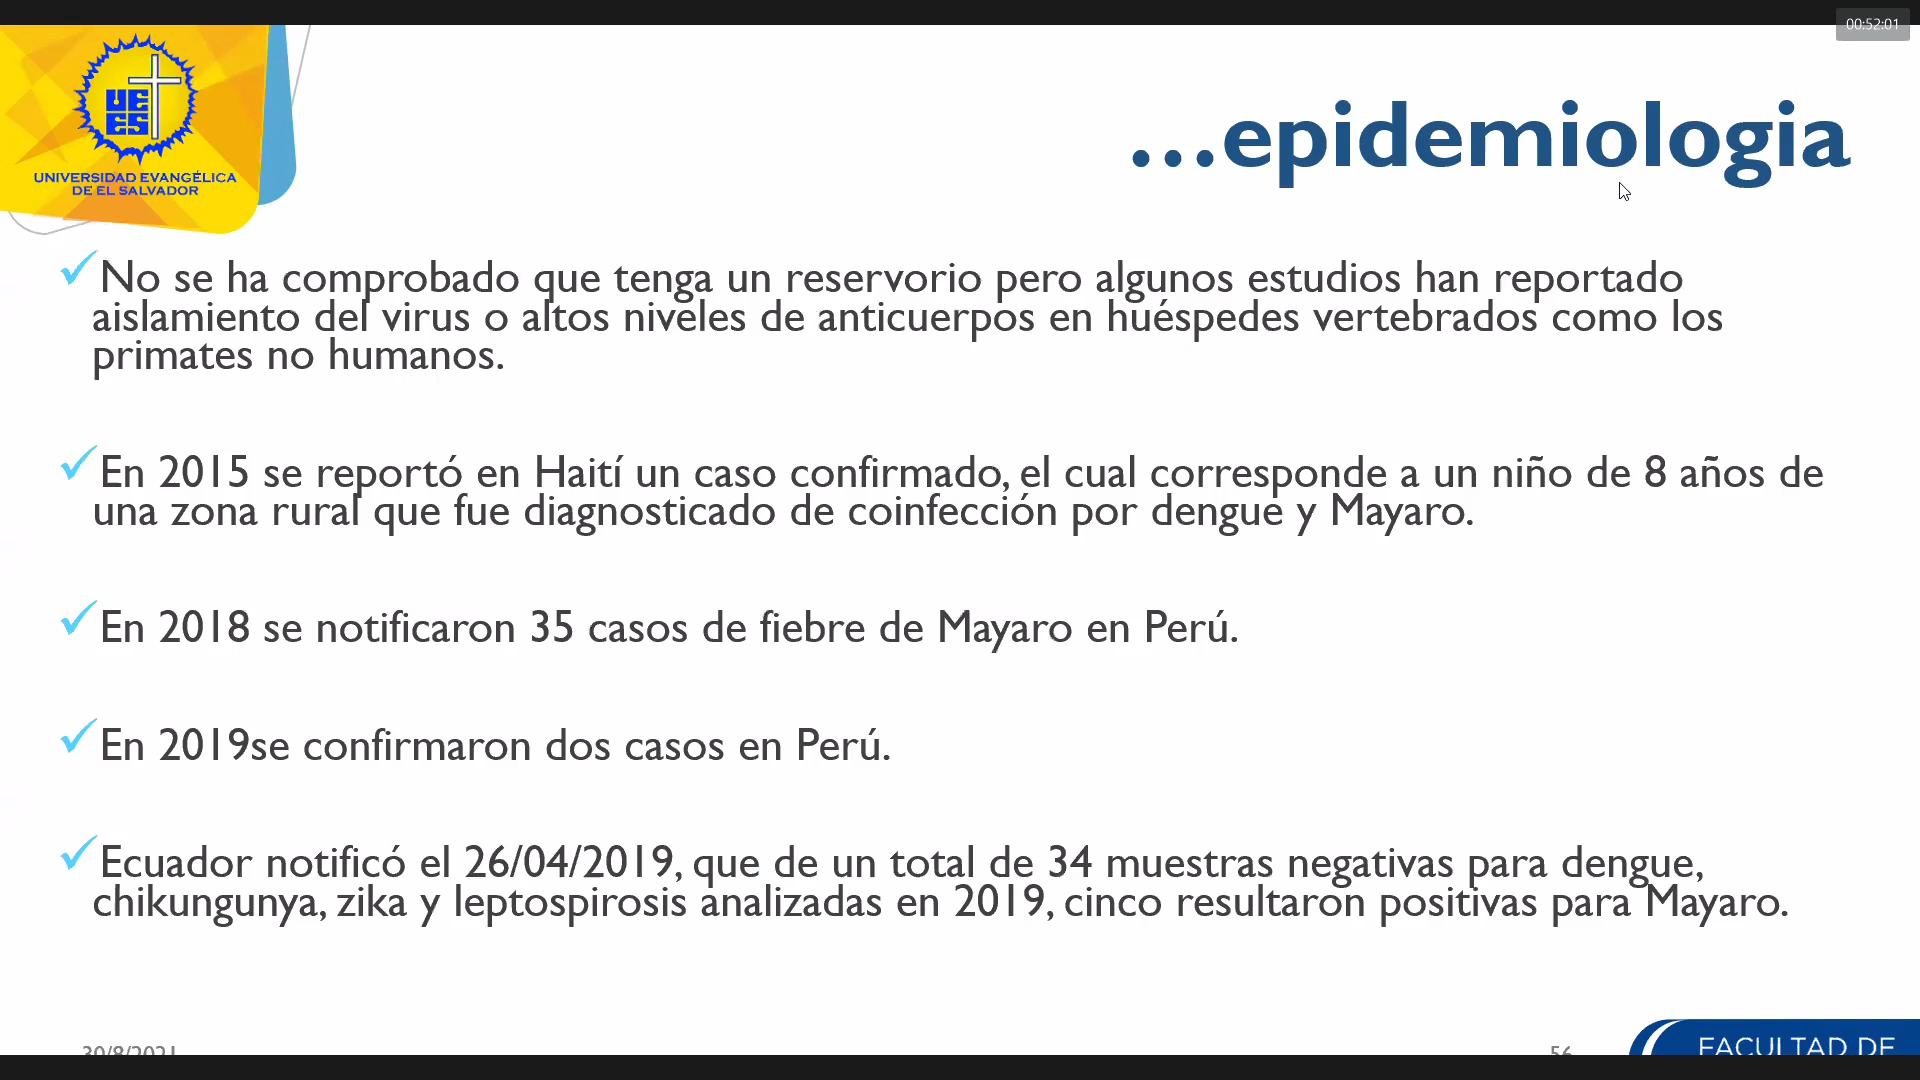 00:52:01
UE
ES
UNIVERSIDAD EVANGÉLICA
DE EL SALVADOR
...epidemiologia
No se ha comprobado que tenga un reservorio pero algunos estudios han reportado
aislamiento del virus o altos niveles de anticuerpos en huéspedes vertebrados como los
primates no humanos.
En 2015 se reportó en Haití un caso confirmado, el cual corresponde a un niño de 8 años de
una zona rural que fue diagnosticado de coinfección por dengue y Mayaro.
En 2018 se notificaron 35 casos de fiebre de Mayaro en Perú.
En 2019se confirmaron dos casos en Perú.
Ecuador notificó el 26/04/2019, que de un total de 34 muestras negativas para dengue,
chikungunya, zika y leptospirosis analizadas en 2019, cinco resultaron positivas para Mayaro.
30/8/2021
56
FACULTAD DE